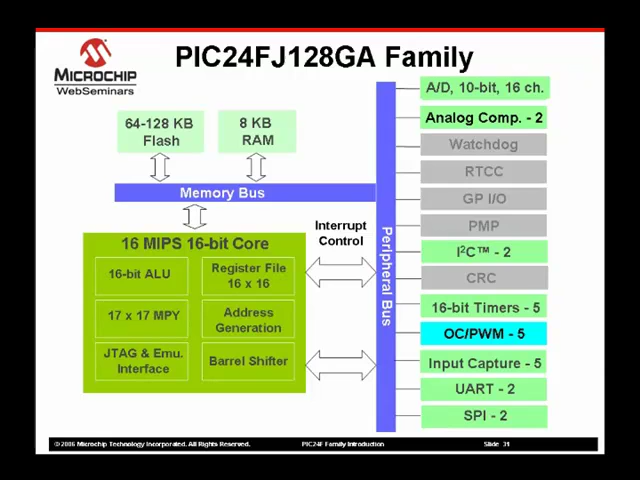 PIC24FJ128GA Family
MICROCHIP
WebSeminars
64-128 KB
Flash
8 KB
RAM
Memory Bus
16 MIPS 16-bit Core
16-bit ALU
Register File
16 x 16
17 x 17 MPY
Address
Generation
JTAG & Emu.
Interface
Barrel Shifter
Interrupt
Control
Peripheral Bus
A/D, 10-bit, 16 ch.
Analog Comp. - 2
Watchdog
RTCC
GP I/O
PMP
I²C™ - 2
CRC
16-bit Timers - 5
OC/PWM - 5
Input Capture - 5
UART - 2
SPI - 2
© 2006 Microchip Technology Incorporated. All Rights Reserved.
PIC24F Family Introduction
Slide 31